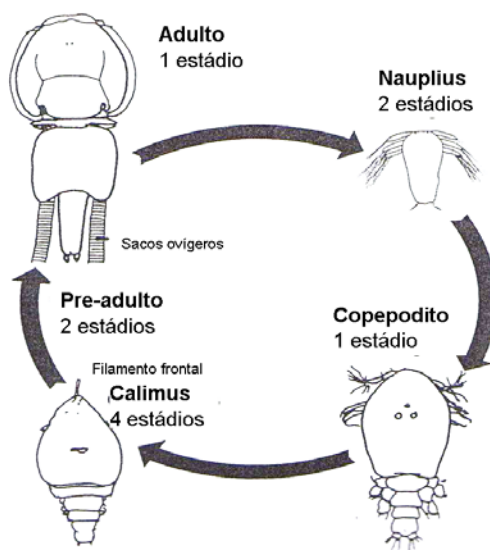 Adulto
1 estádio
Nauplius
2 estádios
Sacos ovígeros
Pre-adulto
2 estádios
Copepodito
1 estádio
Filamento frontal
Calimus
4 estádios